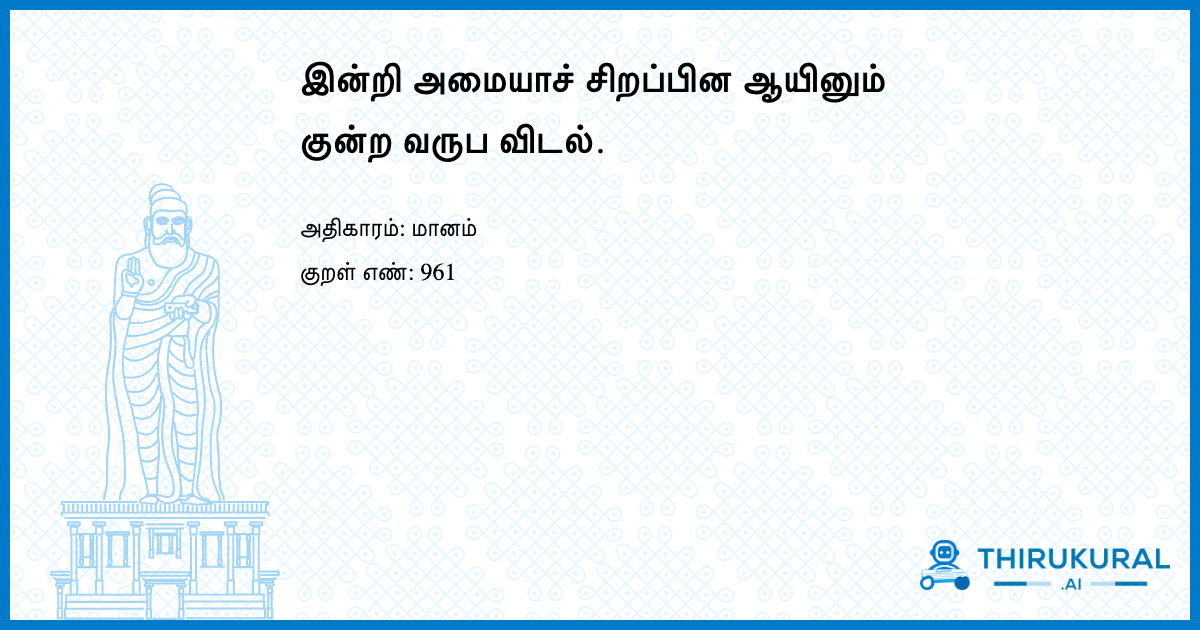 இன்றி அமையாச் சிறப்பின ஆயினும்
குன்ற வருப விடல்.
அதிகாரம்: மானம்
குறள் எண்: 961
THIRUKURAL
.AI